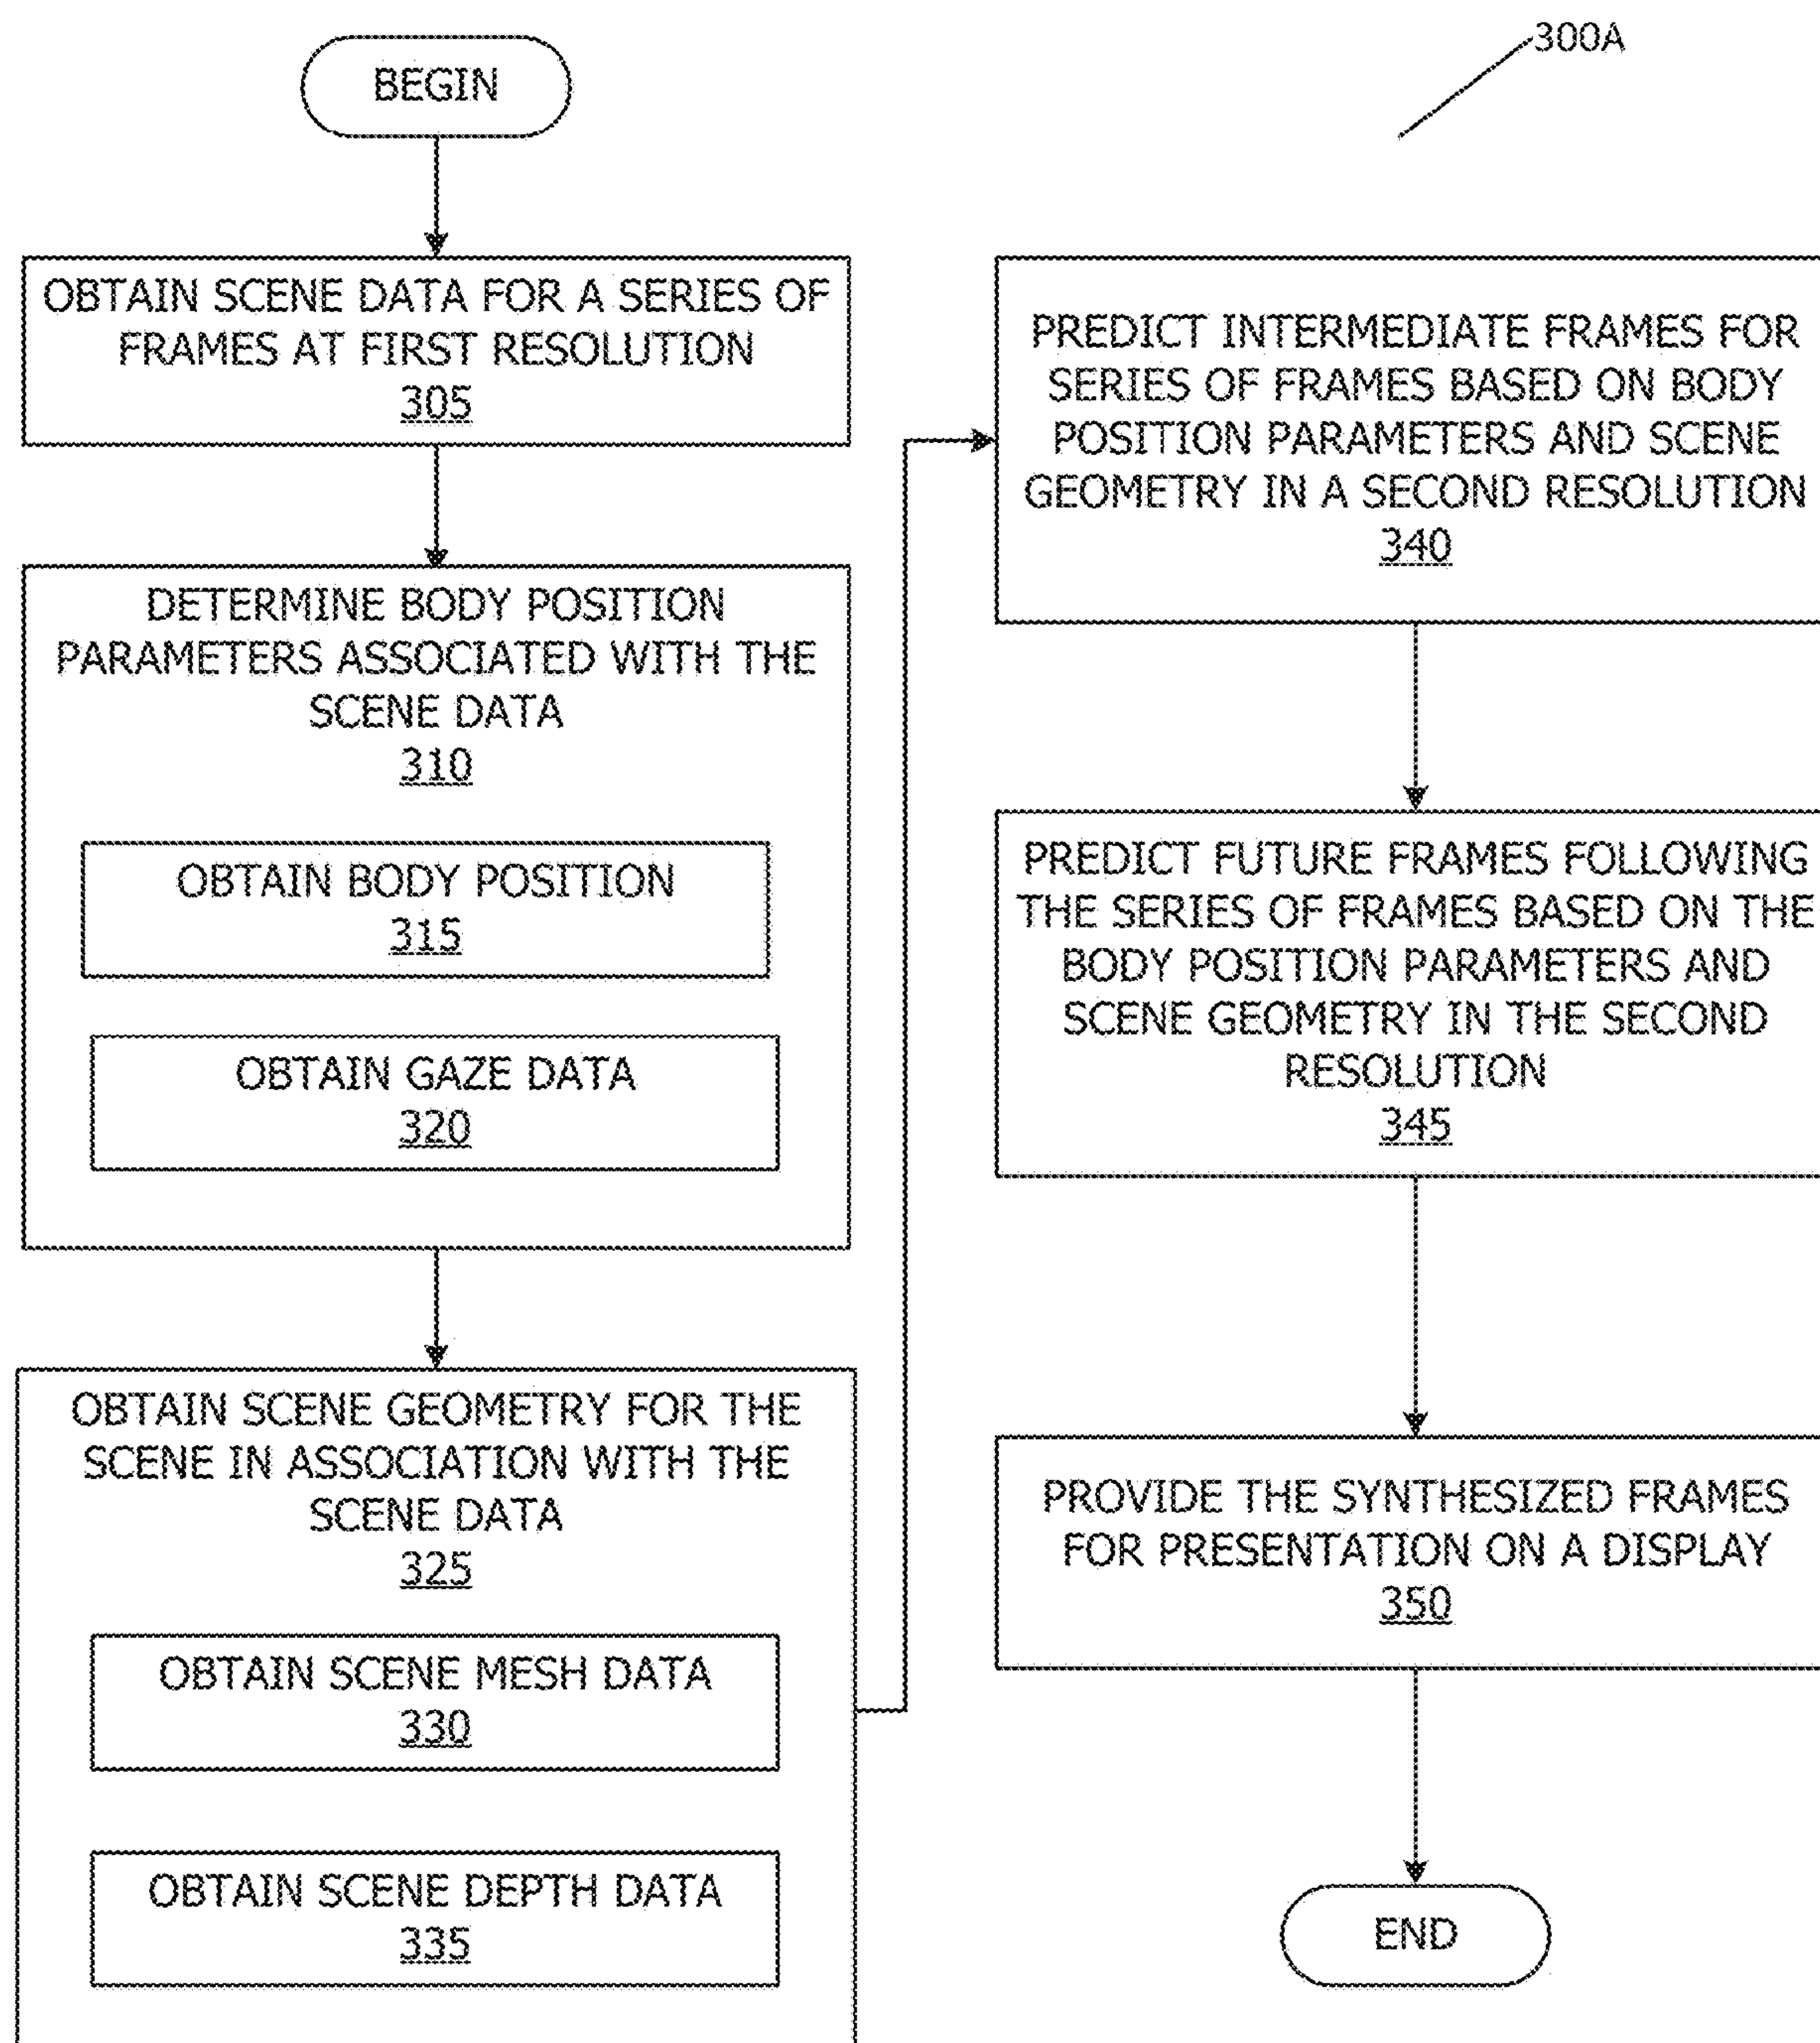 300A
BEGIN
OBTAIN SCENE DATA FOR A SERIES OF
FRAMES AT FIRST RESOLUTION
305
DETERMINE BODY POSITION
PARAMETERS ASSOCIATED WITH THE
SCENE DATA
310
OBTAIN BODY POSITION
315
OBTAIN GAZE DATA
320
OBTAIN SCENE GEOMETRY FOR THE
SCENE IN ASSOCIATION WITH THE
SCENE DATA
325
OBTAIN SCENE MESH DATA
330
OBTAIN SCENE DEPTH DATA
335
PREDICT INTERMEDIATE FRAMES FOR
SERIES OF FRAMES BASED ON BODY
POSITION PARAMETERS AND SCENE
GEOMETRY IN A SECOND RESOLUTION
340
PREDICT FUTURE FRAMES FOLLOWING
THE SERIES OF FRAMES BASED ON THE
BODY POSITION PARAMETERS AND
SCENE GEOMETRY IN THE SECOND
RESOLUTION
345
PROVIDE THE SYNTHESIZED FRAMES
FOR PRESENTATION ON A DISPLAY
350
END